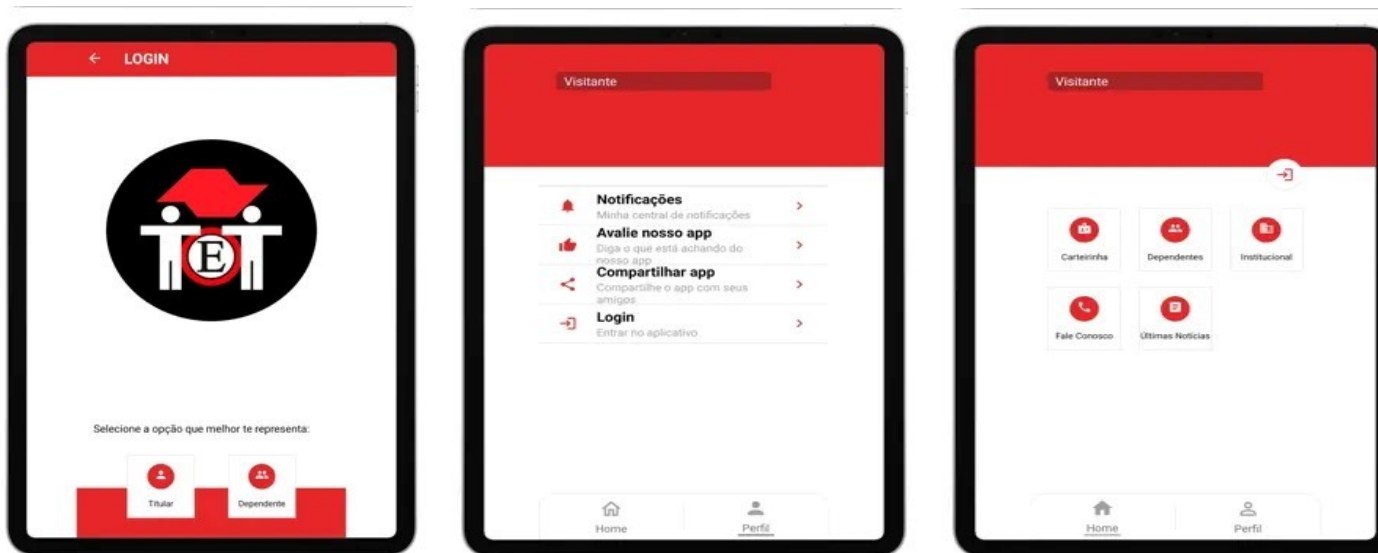 LOGIN
E
Selecione a opção que melhor te representa:
Titular
Dependente
Visitante
Notificações
Minha central de notificações
Avalie nosso app
Diga o que está achando do
nosso app
Compartilhar app
Compartilhe o app com seus
amigos
Login
Entrar no aplicativo
Home
Perfil
Visitante
Carteirinha
Dependentes
Institucional
Fale Conosco
Últimas Notícias
Home
Perfil